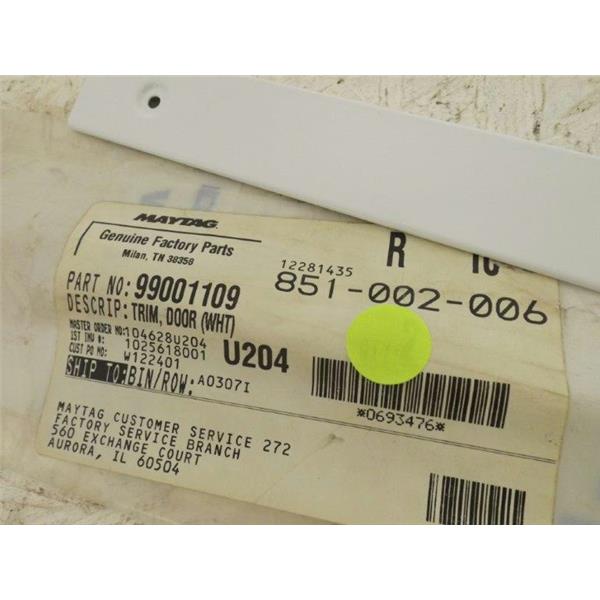 MAYTAG
Genuine Factory Parts
Milan, TN 38358
R
12281435
851-002-006
PART NO: 99001109
DESCRIP: TRIM, DOOR (WHT)
MASTER ORDER NO: 104628U204
1ST INV #: 1025618001
CUST PO NO: W122401
U204
SHIP TO: BIN/ROW: A0307I
*0693476*
MAYTAG CUSTOMER SERVICE 272
FACTORY SERVICE BRANCH
560 EXCHANGE COURT
AURORA, IL 60504